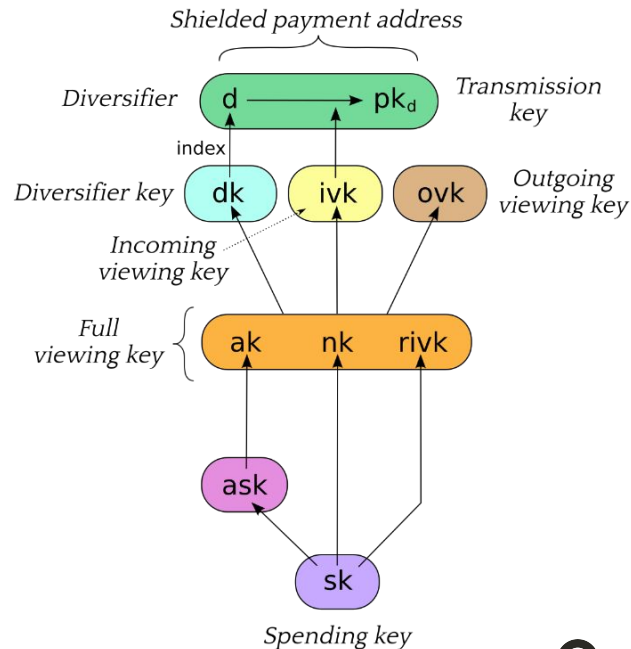 Shielded payment address
Diversifier
d
pk_d
Transmission
key
index
Diversifier key
dk
ivk
ovk
Outgoing
viewing key
Incoming
viewing key
Full
viewing key
ak
nk
rivk
ask
sk
Spending key